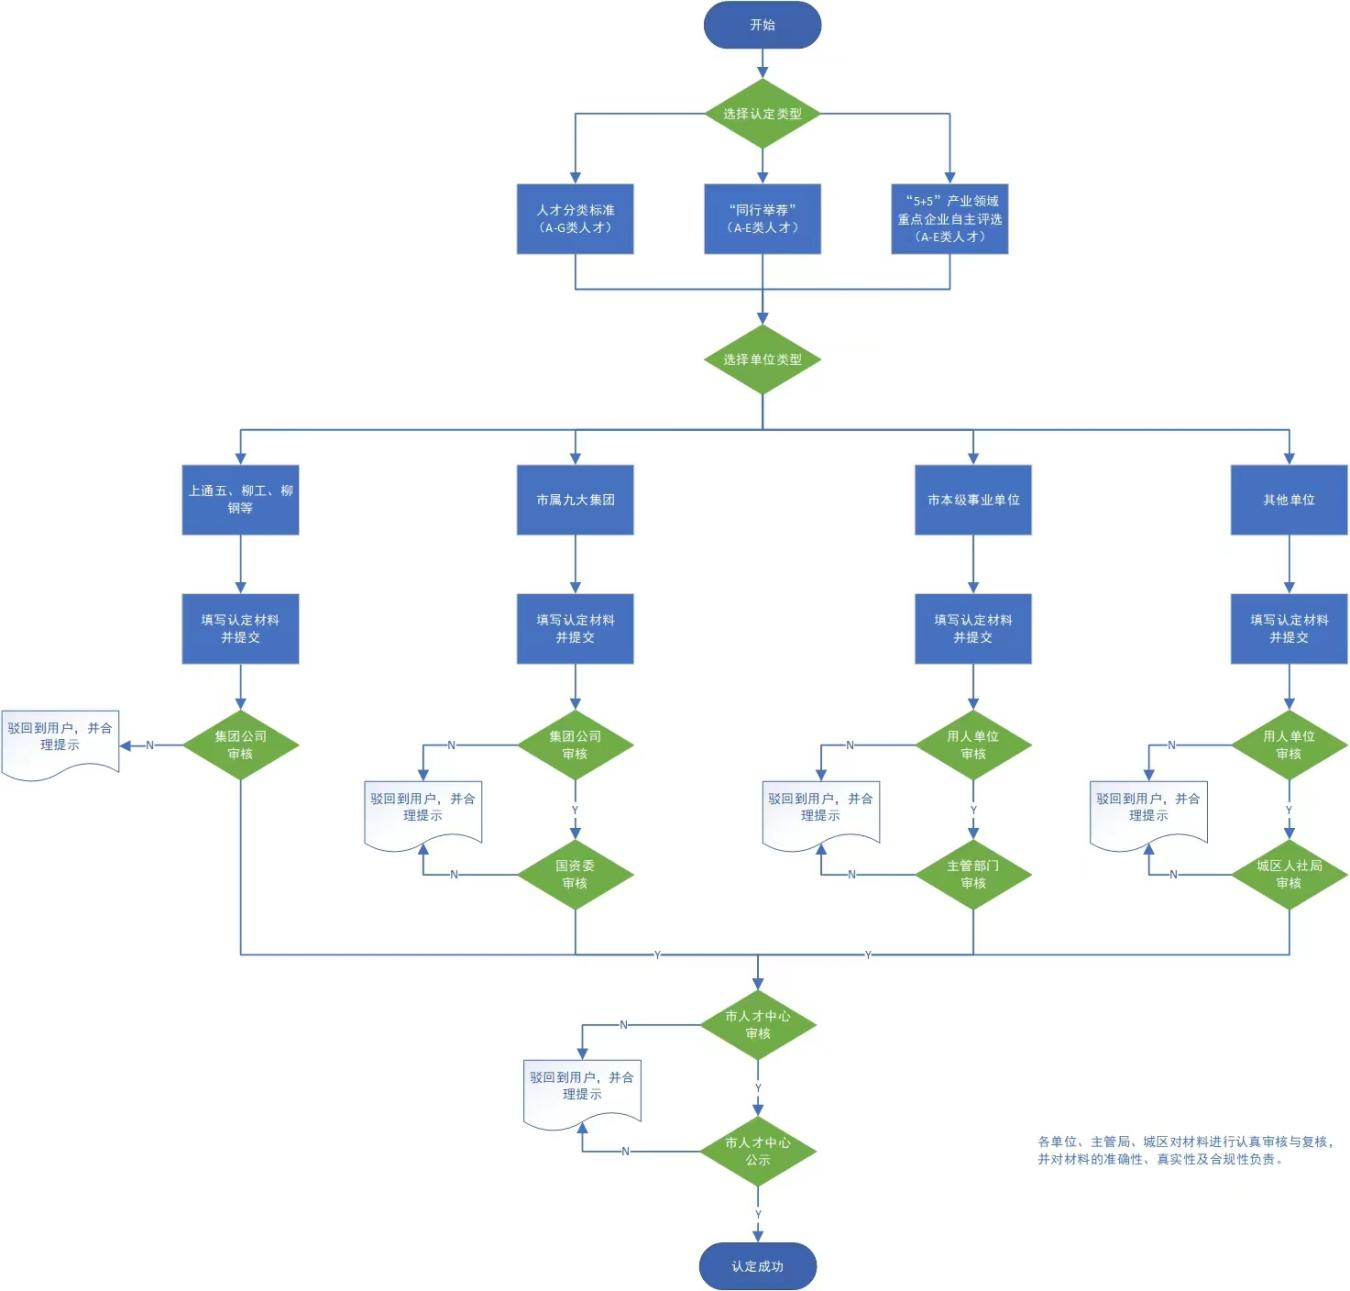 开始
选择认定类型
人才分类标准
（A-G类人才）
“同行举荐”
（A-E类人才）
“5+5”产业领域
重点企业自主评选
（A-E类人才）
选择单位类型
上通五、柳工、柳
钢等
市属九大集团
市本级事业单位
其他单位
填写认定材料
并提交
填写认定材料
并提交
填写认定材料
并提交
填写认定材料
并提交
驳回到用户，并合
理提示
N
集团公司
审核
N
集团公司
审核
N
用人单位
审核
N
用人单位
审核
驳回到用户，并合
理提示
Y
驳回到用户，并合
理提示
Y
驳回到用户，并合
理提示
Y
N
国资委
审核
N
主管部门
审核
N
城区人社局
审核
Y
Y
N
市人才中心
审核
驳回到用户，并合
理提示
Y
N
市人才中心
公示
各单位、主管局、城区对材料进行认真审核与复核，
并对材料的准确性、真实性及合规性负责。
Y
认定成功